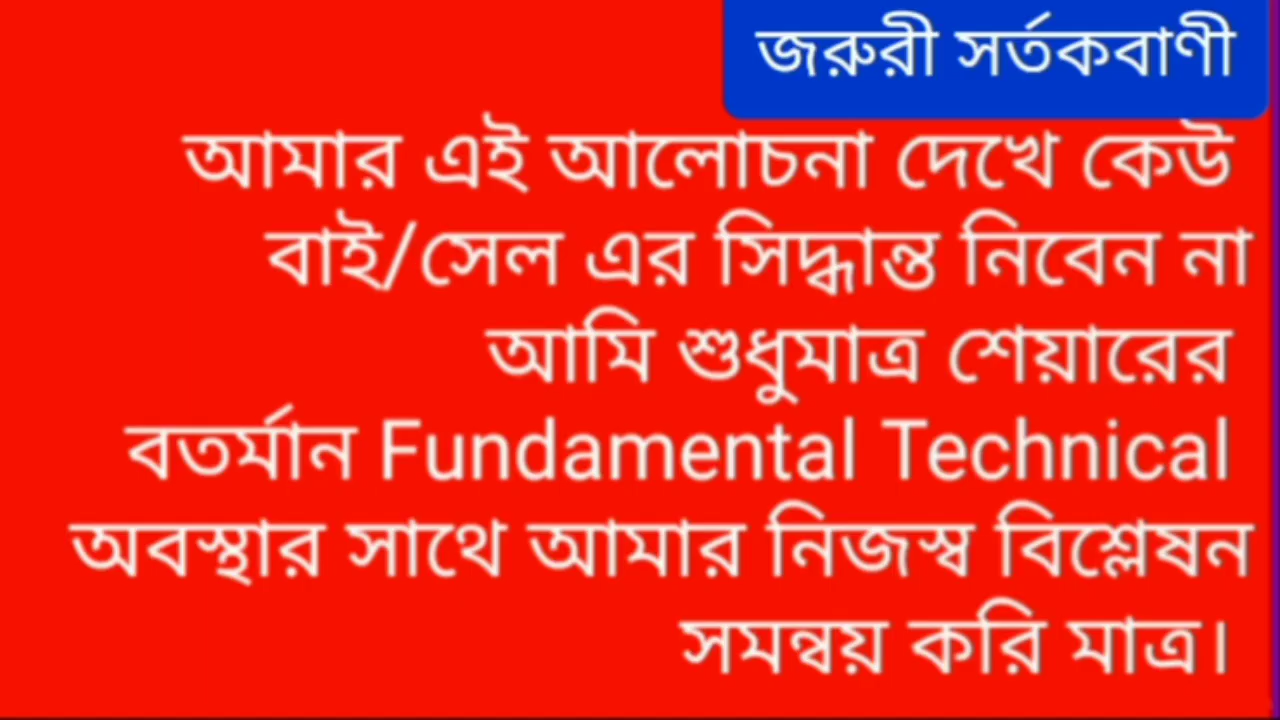 জরুরী সর্তকবাণী
আমার এই আলোচনা দেখে কেউ
বাই/সেল এর সিদ্ধান্ত নিবেন না
আমি শুধুমাত্র শেয়ারের
বতর্মান Fundamental Technical
অবস্থার সাথে আমার নিজস্ব বিশ্লেষন
সমন্বয় করি মাত্র।